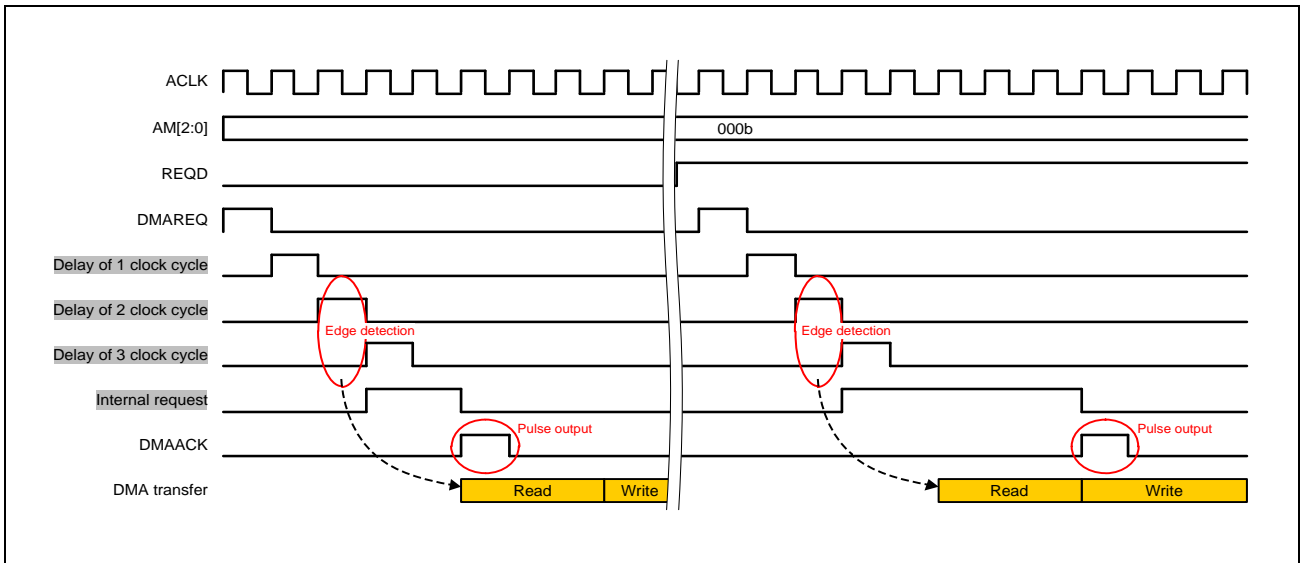 ACLK
AM[2:0] 000b
REQD
DMAREQ
Delay of 1 clock cycle
Delay of 2 clock cycle
Edge detection Edge detection
Delay of 3 clock cycle
Internal request
Pulse output Pulse output
DMAACK
DMA transfer Read Write Read Write